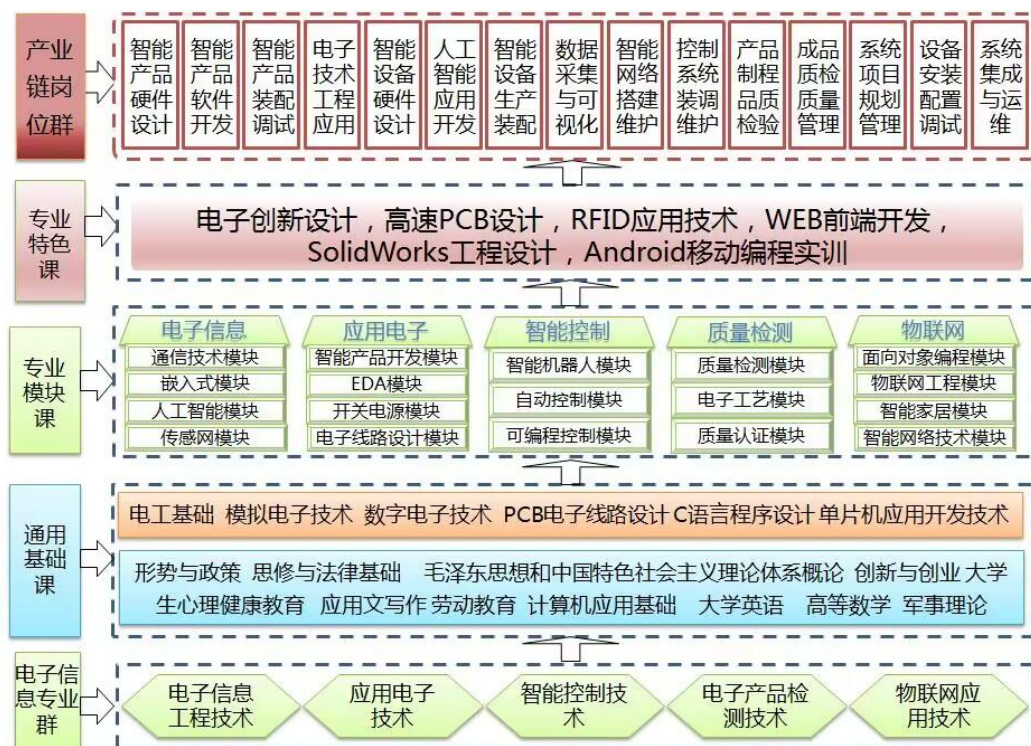 产业
链岗
位群
智能
产品
硬件
设计
智能
产品
软件
开发
智能
产品
装配
调试
电子
技术
工程
应用
智能
设备
硬件
设计
人工
智能
应用
开发
智能
设备
生产
装配
数据
采集
与可
视化
智能
网络
搭建
维护
控制
系统
装调
维护
产品
制程
品质
检验
成品
质检
质量
管理
系统
项目
规划
管理
设备
安装
配置
调试
系统
集成
与运
维
专业
特色
课
电子创新设计，高速PCB设计，RFID应用技术，WEB前端开发，
SolidWorks工程设计，Android移动编程实训
专业
模块
课
电子信息
通信技术模块
嵌入式模块
人工智能模块
传感网模块
应用电子
智能产品开发模块
EDA模块
开关电源模块
电子线路设计模块
智能控制
智能机器人模块
自动控制模块
可编程控制模块
质量检测
质量检测模块
电子工艺模块
质量认证模块
物联网
面向对象编程模块
物联网工程模块
智能家居模块
智能网络技术模块
通用
基础
课
电工基础 模拟电子技术 数字电子技术 PCB电子线路设计 C语言程序设计 单片机应用开发技术
形势与政策 思修与法律基础 毛泽东思想和中国特色社会主义理论体系概论 创新与创业 大学
生心理健康教育 应用文写作 劳动教育 计算机应用基础 大学英语 高等数学 军事理论
电子信
息专业
群
电子信息
工程技术
应用电子
技术
智能控制技
术
电子产品检
测技术
物联网应
用技术